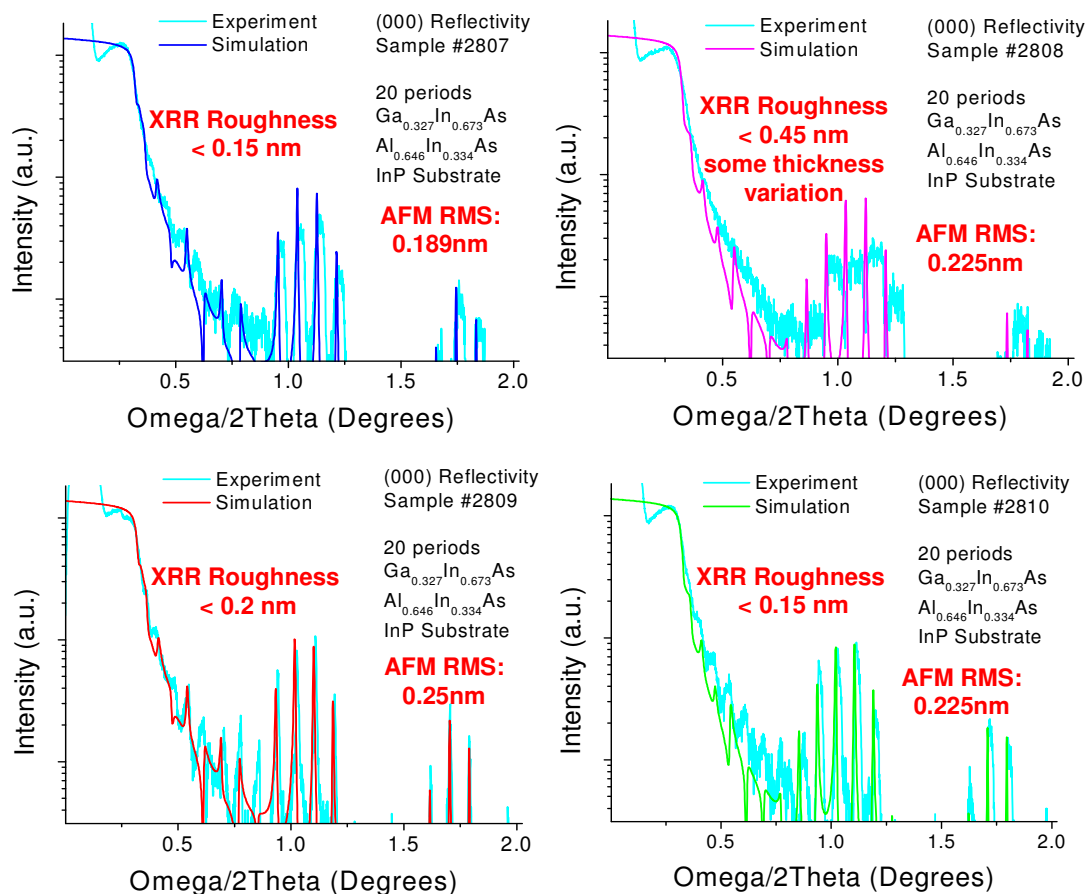 Experiment
Simulation
(000) Reflectivity
Sample #2807
20 periods
Ga0.327In0.673As
Al0.646In0.334As
InP Substrate
XRR Roughness
< 0.15 nm
AFM RMS:
0.189nm
Intensity (a.u.)
0.5 1.0 1.5 2.0
Omega/2Theta (Degrees)
Experiment
Simulation
(000) Reflectivity
Sample #2808
20 periods
Ga0.327In0.673As
Al0.646In0.334As
InP Substrate
XRR Roughness
< 0.45 nm
some thickness
variation
AFM RMS:
0.225nm
Intensity (a.u.)
0.5 1.0 1.5 2.0
Omega/2Theta (Degrees)
Experiment
Simulation
(000) Reflectivity
Sample #2809
20 periods
Ga0.327In0.673As
Al0.646In0.334As
InP Substrate
XRR Roughness
< 0.2 nm
AFM RMS:
0.25nm
Intensity (a.u.)
0.5 1.0 1.5 2.0
Omega/2Theta (Degrees)
Experiment
Simulation
(000) Reflectivity
Sample #2810
20 periods
Ga0.327In0.673As
Al0.646In0.334As
InP Substrate
XRR Roughness
< 0.15 nm
AFM RMS:
0.225nm
Intensity (a.u.)
0.5 1.0 1.5 2.0
Omega/2Theta (Degrees)